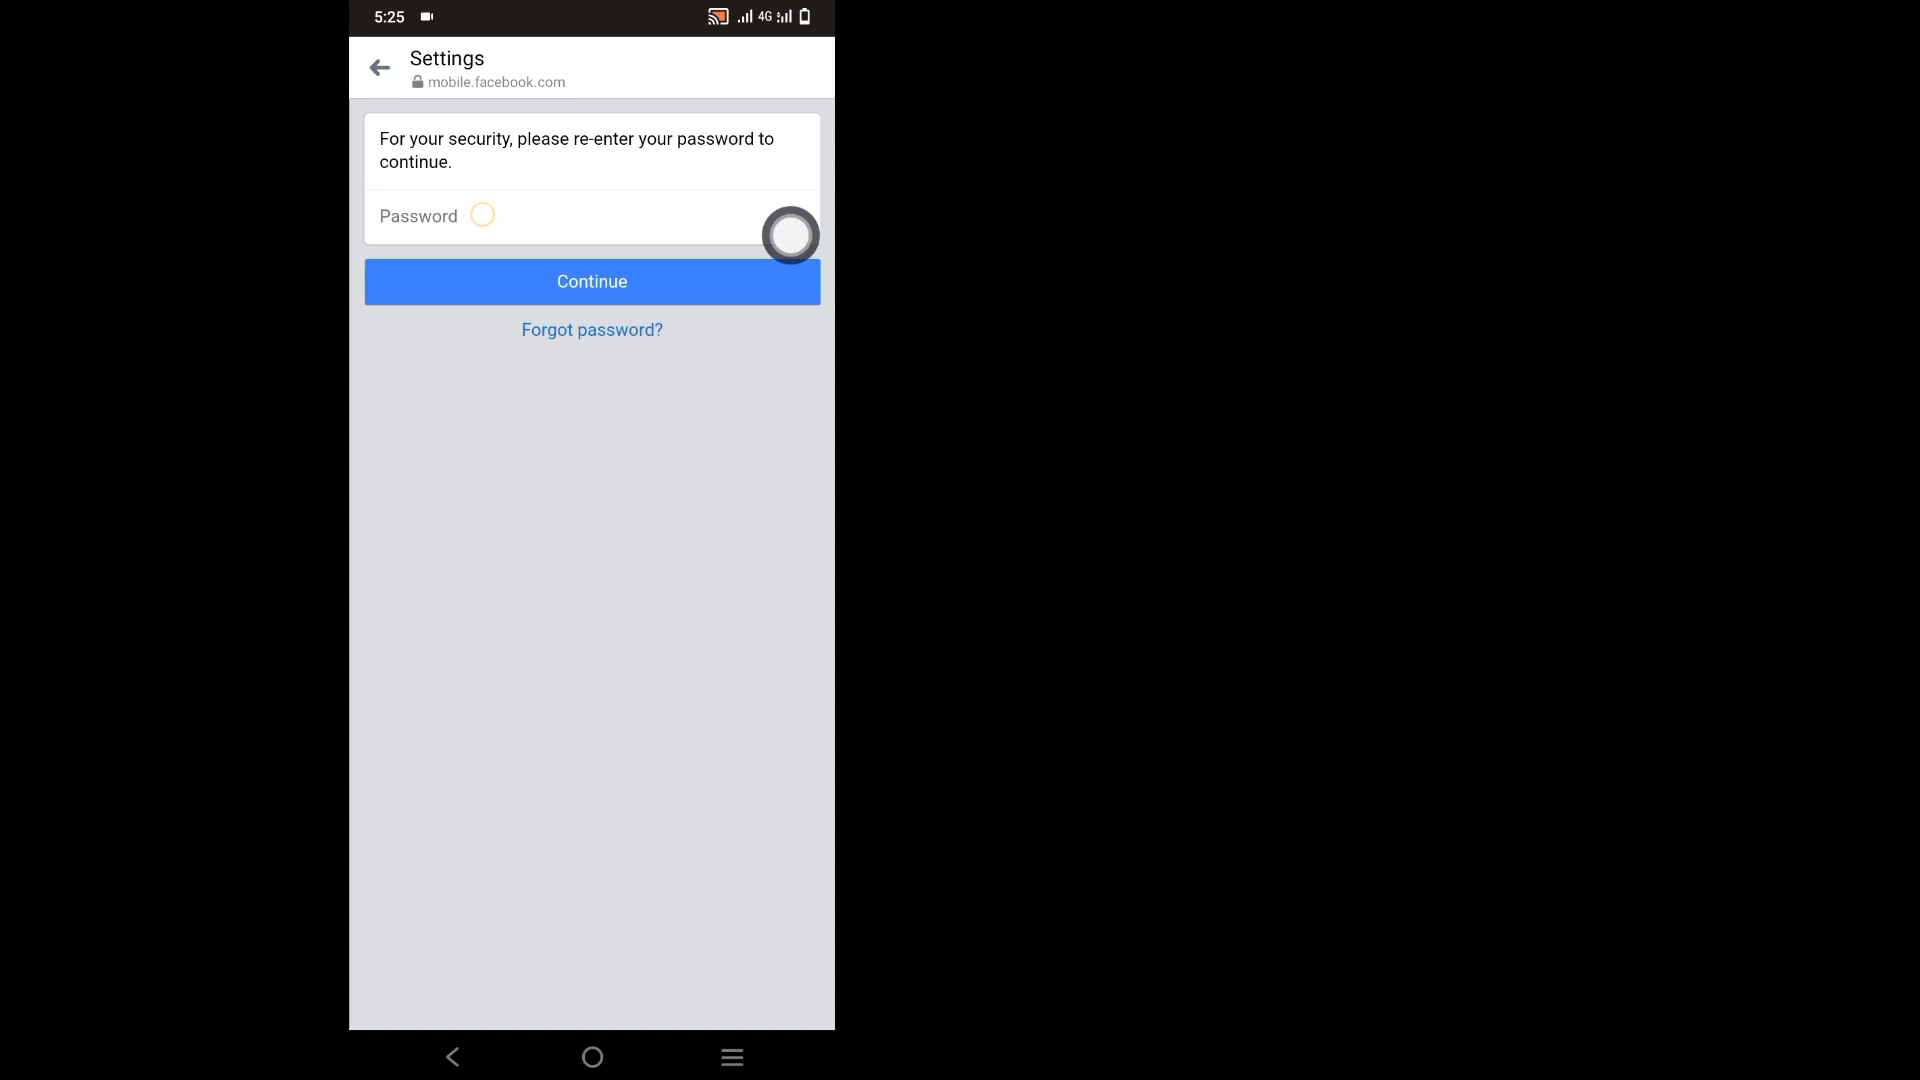 5:25
4G
Settings
mobile.facebook.com
For your security, please re-enter your password to
continue.
Password
Continue
Forgot password?